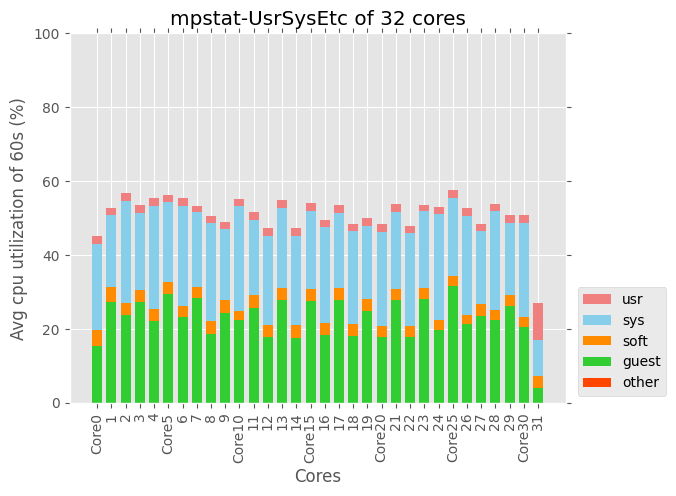 mpstat-UsrSysEtc of 32 cores
Avg cpu utilization of 60s (%)
100
80
60
40
20
0
Core0
1
2
3
4
Core5
6
7
8
9
Core10
11
12
13
14
Core15
16
17
18
19
Core20
21
22
23
24
Core25
26
27
28
29
Core30
31
Cores
usr
sys
soft
guest
other